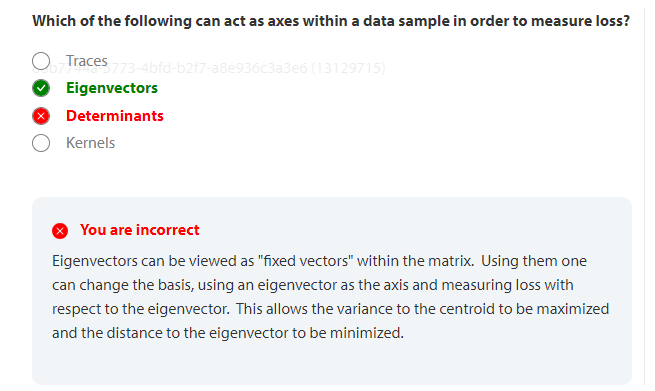 Which of the following can act as axes within a data sample in order to measure loss?
Traces
5773-4bfd-b2f7-a8e936c3a3e6 (13129715)
Eigenvectors
Determinants
Kernels
You are incorrect
Eigenvectors can be viewed as "fixed vectors" within the matrix.  Using them one
can change the basis, using an eigenvector as the axis and measuring loss with
respect to the eigenvector.  This allows the variance to the centroid to be maximized
and the distance to the eigenvector to be minimized.